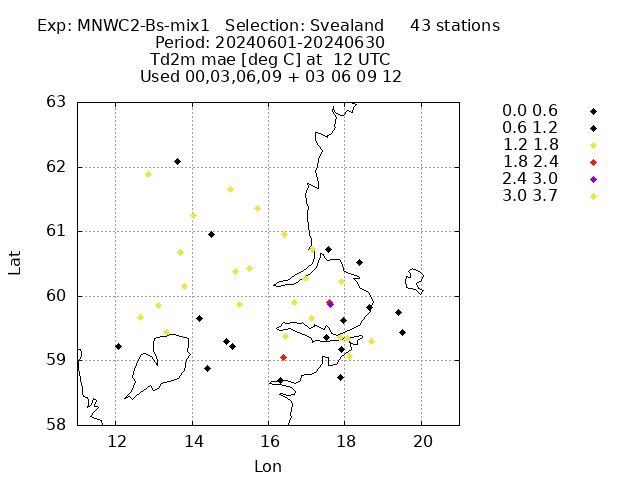 Exp: MNWC2-Bs-mix1   Selection: Svealand     43 stations
Period: 20240601-20240630
Td2m mae [deg C] at  12 UTC
Used 00,03,06,09 + 03 06 09 12
0.0 0.6
0.6 1.2
1.2 1.8
1.8 2.4
2.4 3.0
3.0 3.7
63
62
61
60
59
58
Lat
12 14 16 18 20
Lon